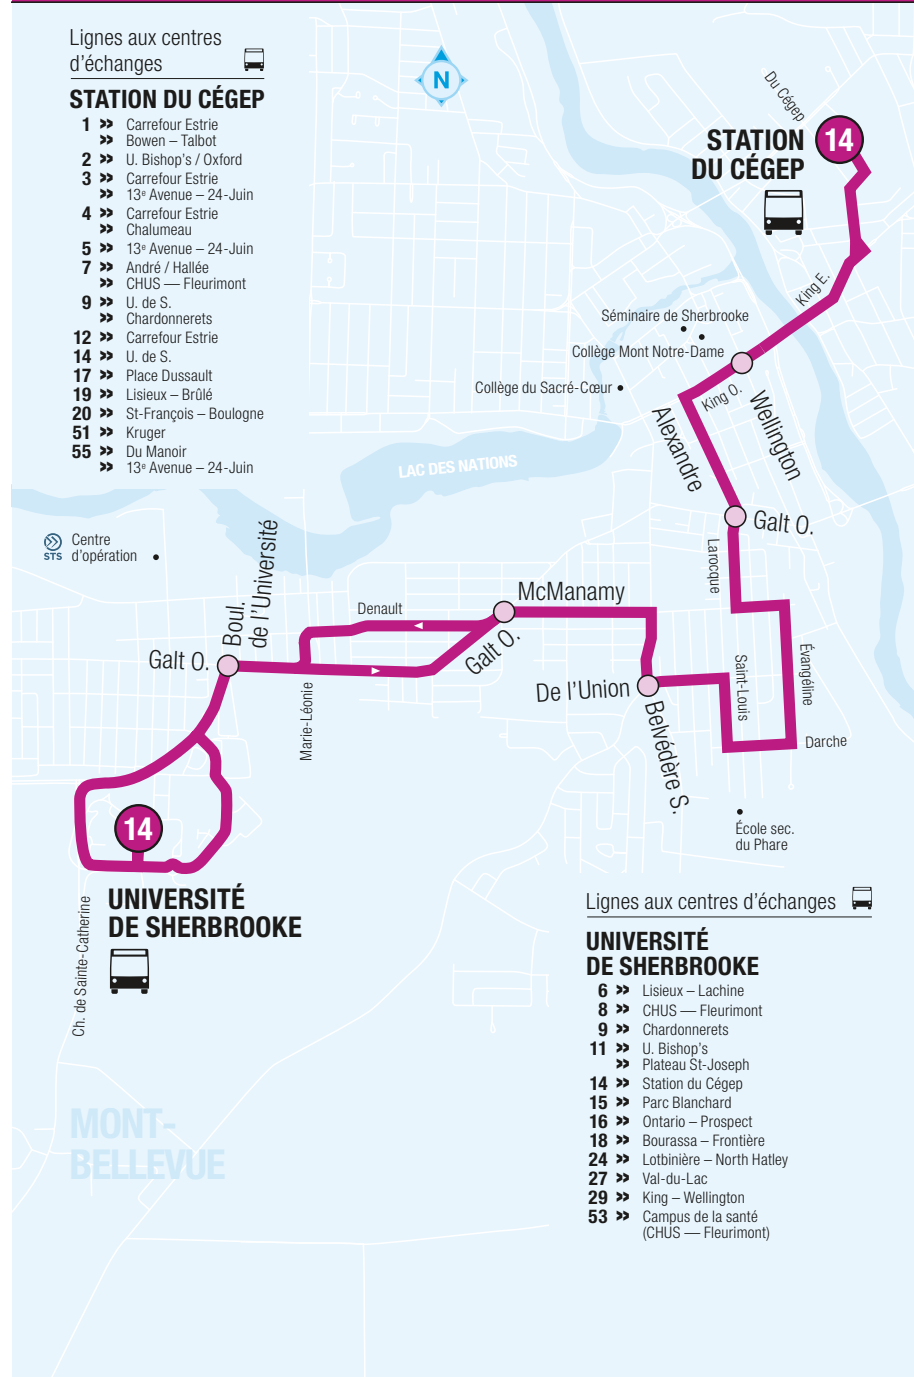 Lignes aux centres
d'échanges
STATION DU CÉGEP
1 » Carrefour Estrie
» Bowen – Talbot
2 » U. Bishop's / Oxford
3 » Carrefour Estrie
» 13e Avenue – 24-Juin
4 » Carrefour Estrie
» Chalumeau
5 » 13e Avenue – 24-Juin
7 » André / Hallée
» CHUS — Fleurimont
9 » U. de S.
» Chardonnerets
12 » Carrefour Estrie
14 » U. de S.
17 » Place Dussault
19 » Lisieux – Brûlé
20 » St-François – Boulogne
51 » Kruger
55 » Du Manoir
» 13e Avenue – 24-Juin
N
Du Cégep
STATION
DU CÉGEP
14
King E.
Séminaire de Sherbrooke
Collège Mont Notre-Dame
Collège du Sacré-Cœur
King O.
Wellington
Alexandre
LAC DES NATIONS
Galt O.
Larocque
STS
Centre
d'opération
Boul.
de l'Université
Denault
McManamy
Galt O.
Galt O.
Marie-Léonie
De l'Union
Belvédère S.
Saint-Louis
Évangéline
Darche
École sec.
du Phare
14
UNIVERSITÉ
DE SHERBROOKE
Ch. de Sainte-Catherine
MONT-
BELLEVUE
Lignes aux centres d'échanges
UNIVERSITÉ
DE SHERBROOKE
6 » Lisieux – Lachine
8 » CHUS — Fleurimont
9 » Chardonnerets
11 » U. Bishop's
» Plateau St-Joseph
14 » Station du Cégep
15 » Parc Blanchard
16 » Ontario – Prospect
18 » Bourassa – Frontière
24 » Lotbinière – North Hatley
27 » Val-du-Lac
29 » King – Wellington
53 » Campus de la santé
(CHUS — Fleurimont)